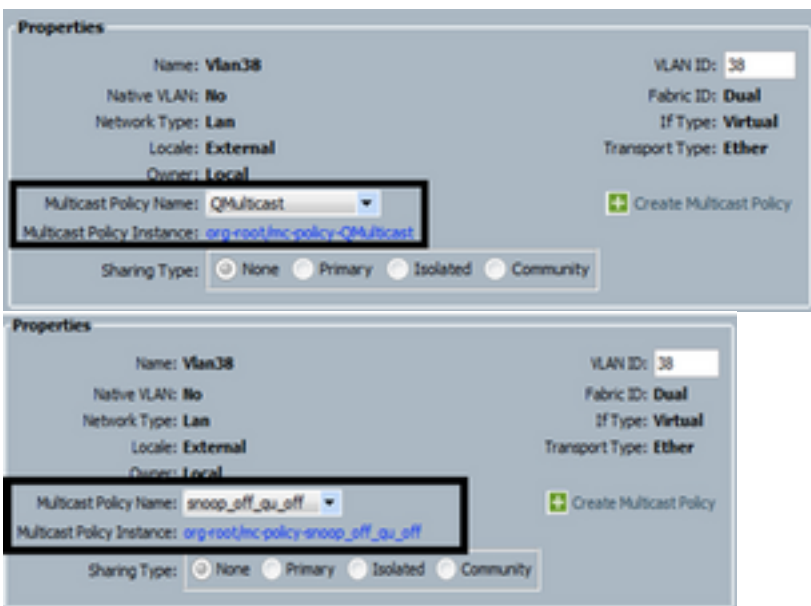 Properties
Name: Vlan38 VLAN ID: 38
Native VLAN: No Fabric ID: Dual
Network Type: Lan If Type: Virtual
Locale: External Transport Type: Ether
Owner: Local
Multicast Policy Name: QMulticast Create Multicast Policy
Multicast Policy Instance: org-root/mc-policy-QMulticast
Sharing Type: None Primary Isolated Community
Properties
Name: Vlan38 VLAN ID: 38
Native VLAN: No Fabric ID: Dual
Network Type: Lan If Type: Virtual
Locale: External Transport Type: Ether
Owner: Local
Multicast Policy Name: snoop_off_qu_off Create Multicast Policy
Multicast Policy Instance: org-root/mc-policy-snoop_off_qu_off
Sharing Type: None Primary Isolated Community